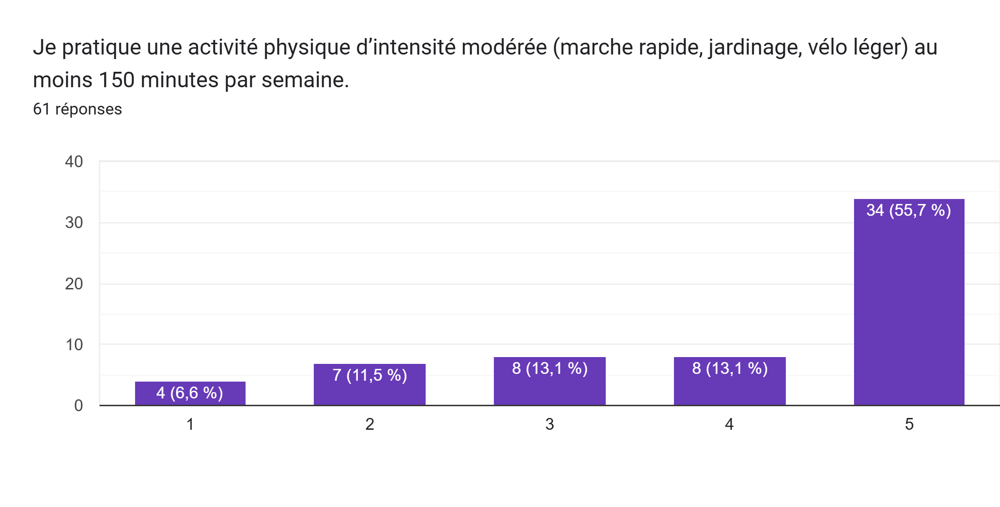 Je pratique une activité physique d’intensité modérée (marche rapide, jardinage, vélo léger) au
moins 150 minutes par semaine.
61 réponses
40
30
20
10
0
4 (6,6 %)
7 (11,5 %)
8 (13,1 %)
8 (13,1 %)
34 (55,7 %)
1
2
3
4
5